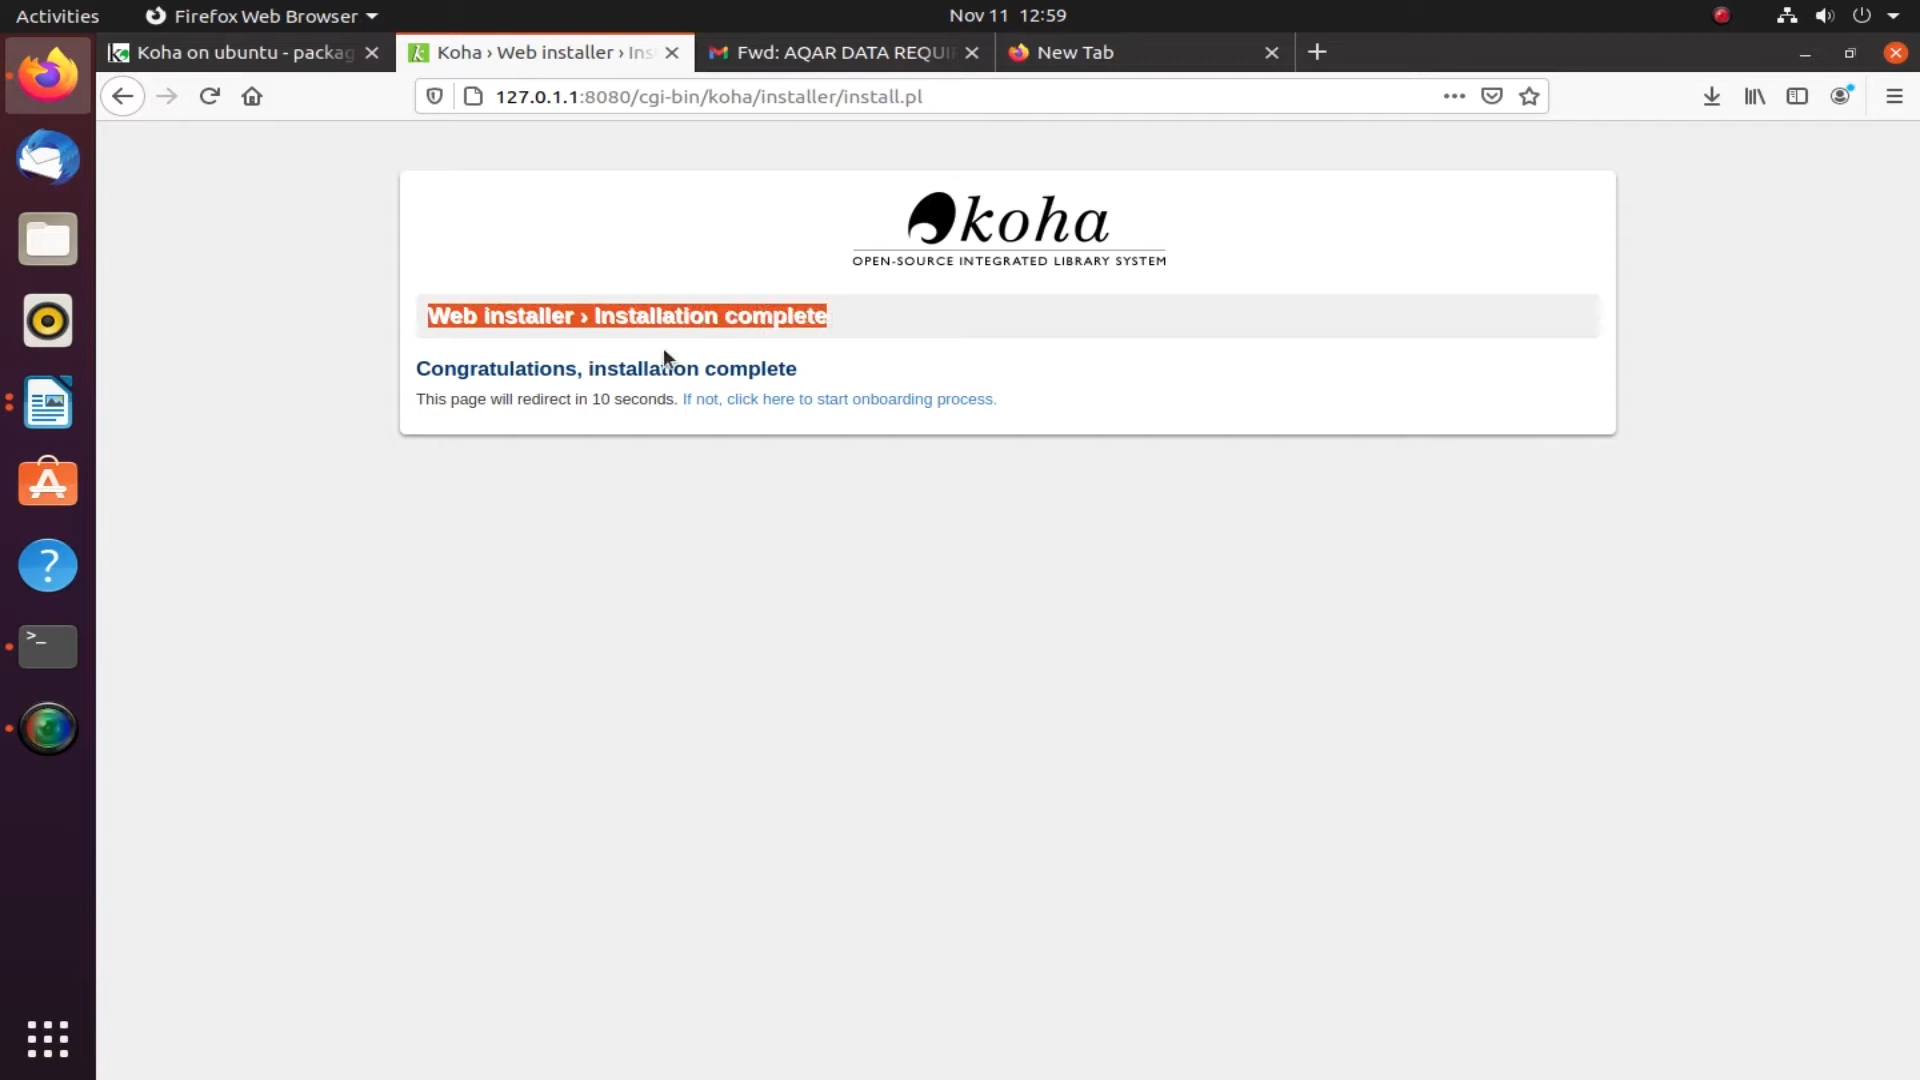 Activities
Firefox Web Browser
Nov 11 12:59
Koha on ubuntu - packag
Koha › Web installer › Ins
Fwd: AQAR DATA REQUI
New Tab
127.0.1.1:8080/cgi-bin/koha/installer/install.pl
koha
OPEN-SOURCE INTEGRATED LIBRARY SYSTEM
Web installer › Installation complete
Congratulations, installation complete
This page will redirect in 10 seconds. If not, click here to start onboarding process.